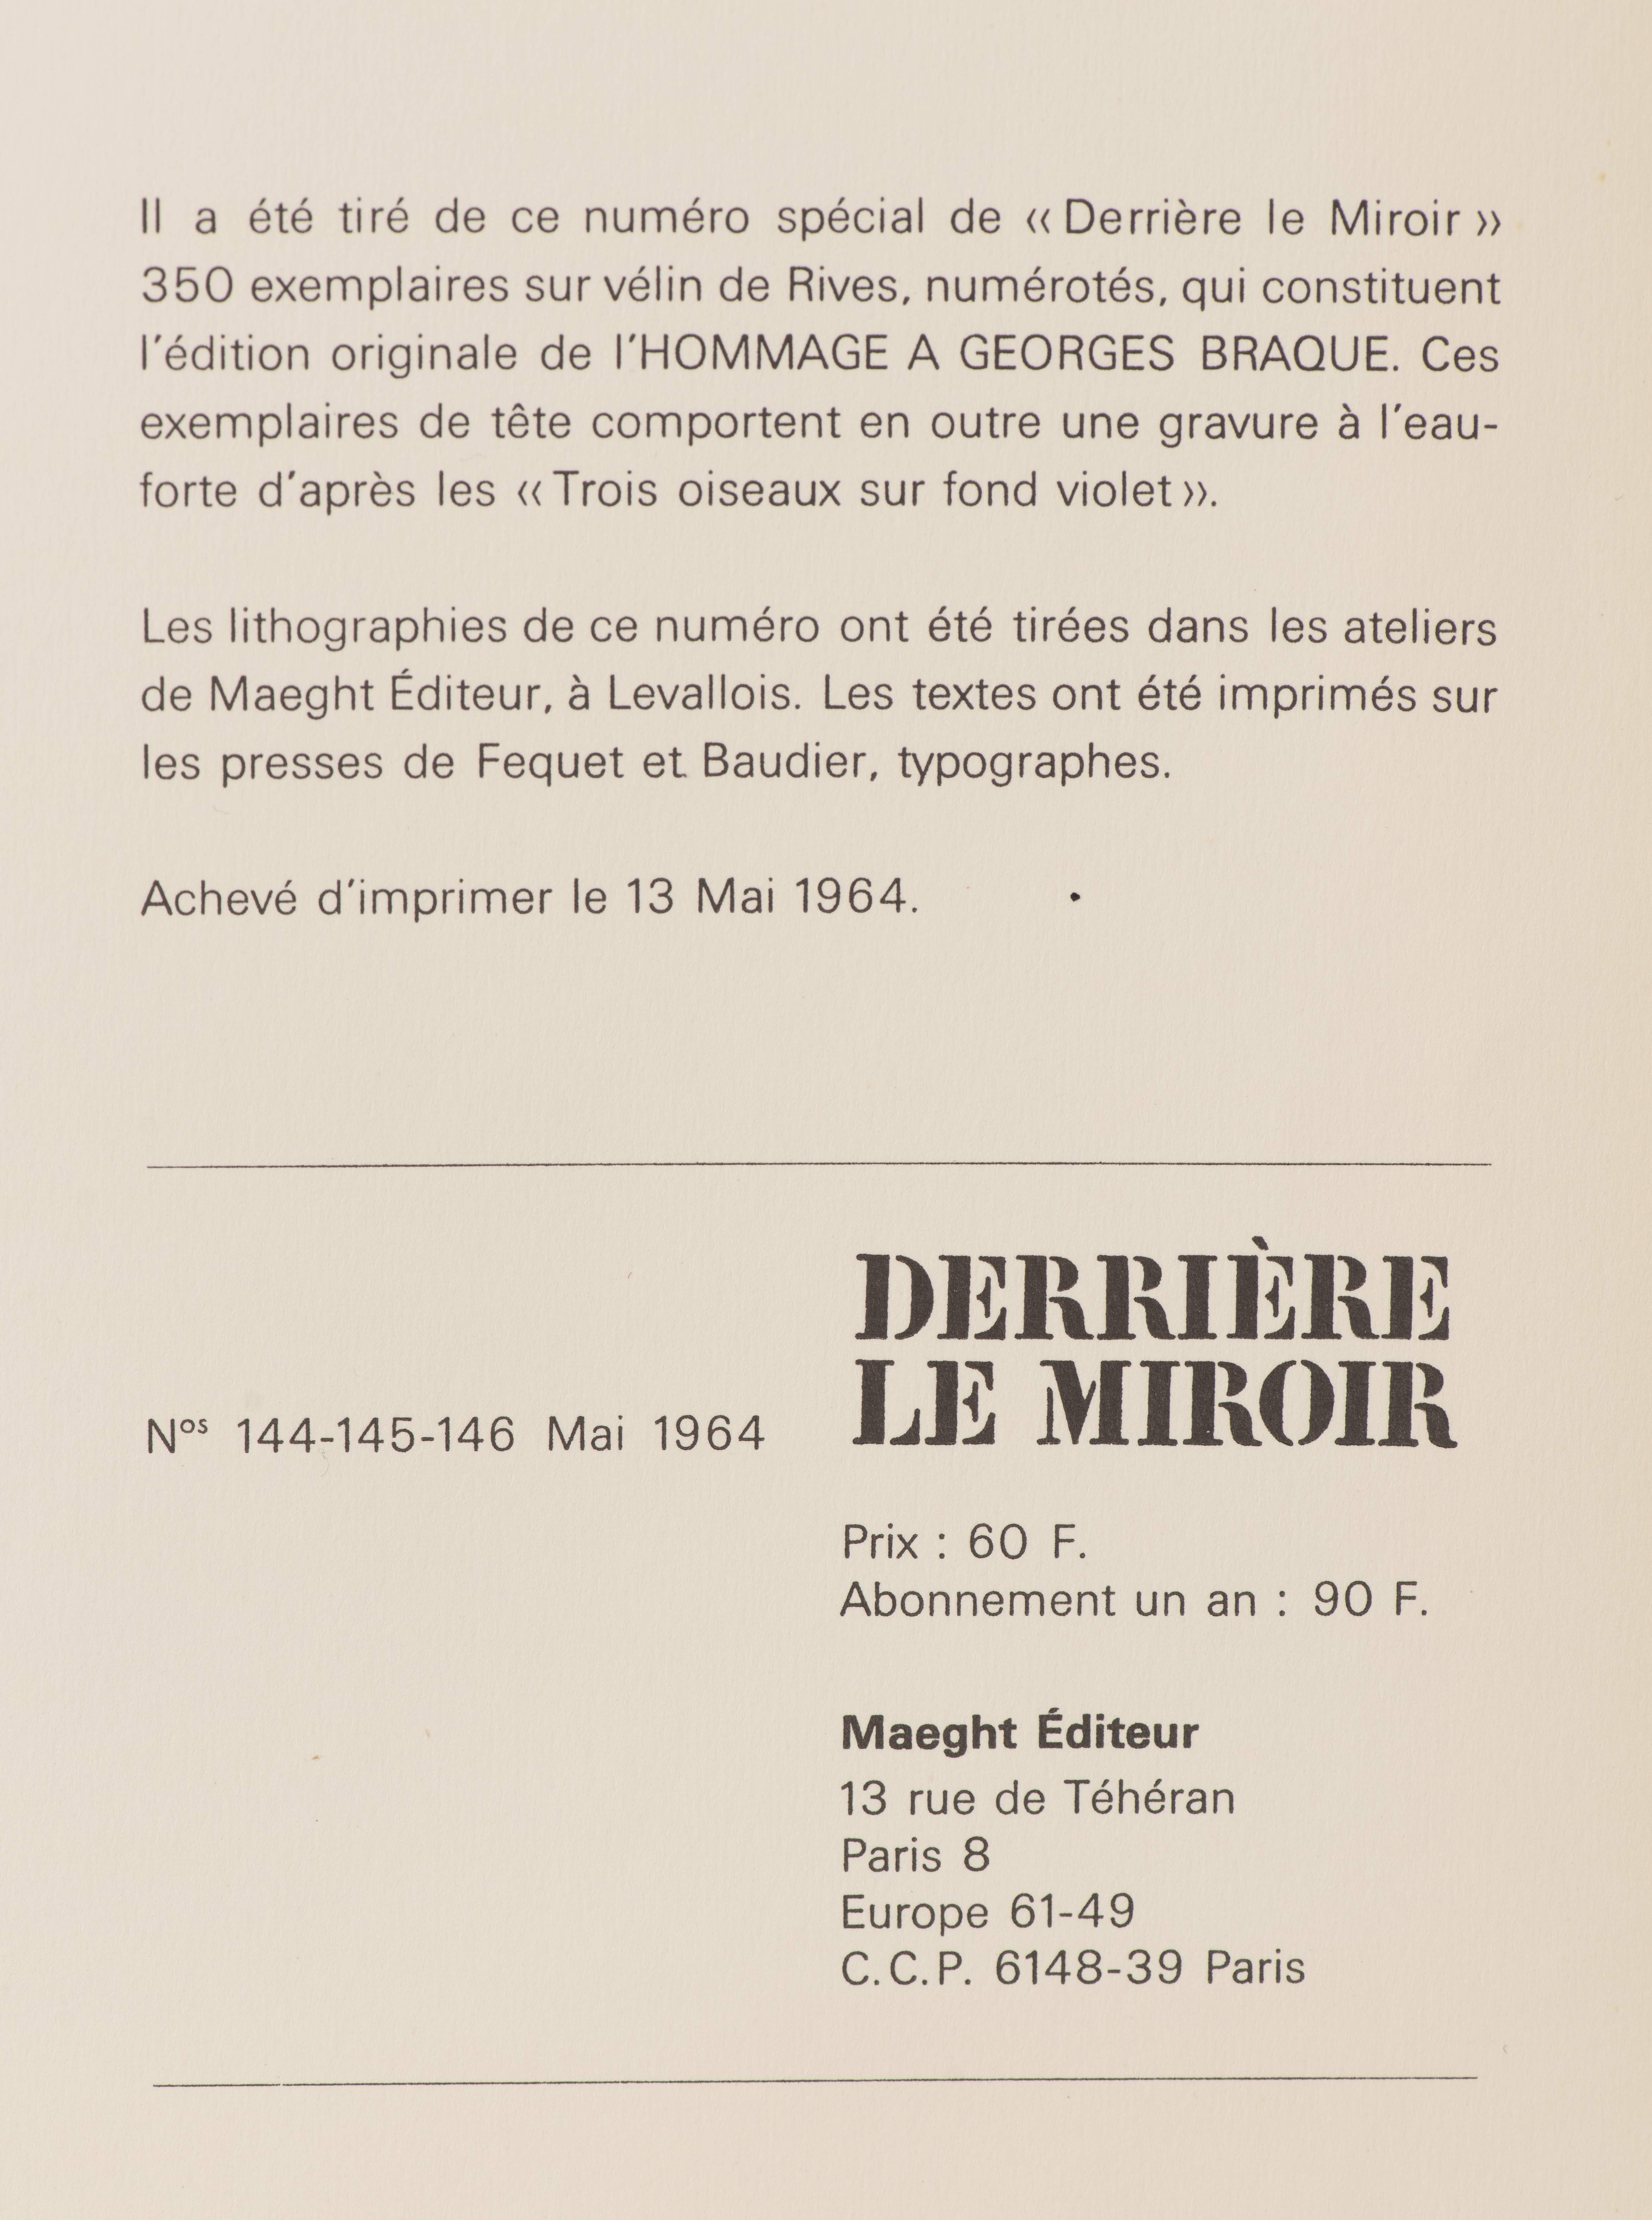 Il a été tiré de ce numéro spécial de « Derrière le Miroir »
350 exemplaires sur vélin de Rives, numérotés, qui constituent
l'édition originale de l'HOMMAGE A GEORGES BRAQUE. Ces
exemplaires de tête comportent en outre une gravure à l'eau-
forte d'après les « Trois oiseaux sur fond violet ».
Les lithographies de ce numéro ont été tirées dans les ateliers
de Maeght Éditeur, à Levallois. Les textes ont été imprimés sur
les presses de Fequet et Baudier, typographes.
Achevé d'imprimer le 13 Mai 1964.
DERRIÈRE
LE MIROIR
Nos 144-145-146 Mai 1964
Prix : 60 F.
Abonnement un an : 90 F.
Maeght Éditeur
13 rue de Téhéran
Paris 8
Europe 61-49
C.C.P. 6148-39 Paris